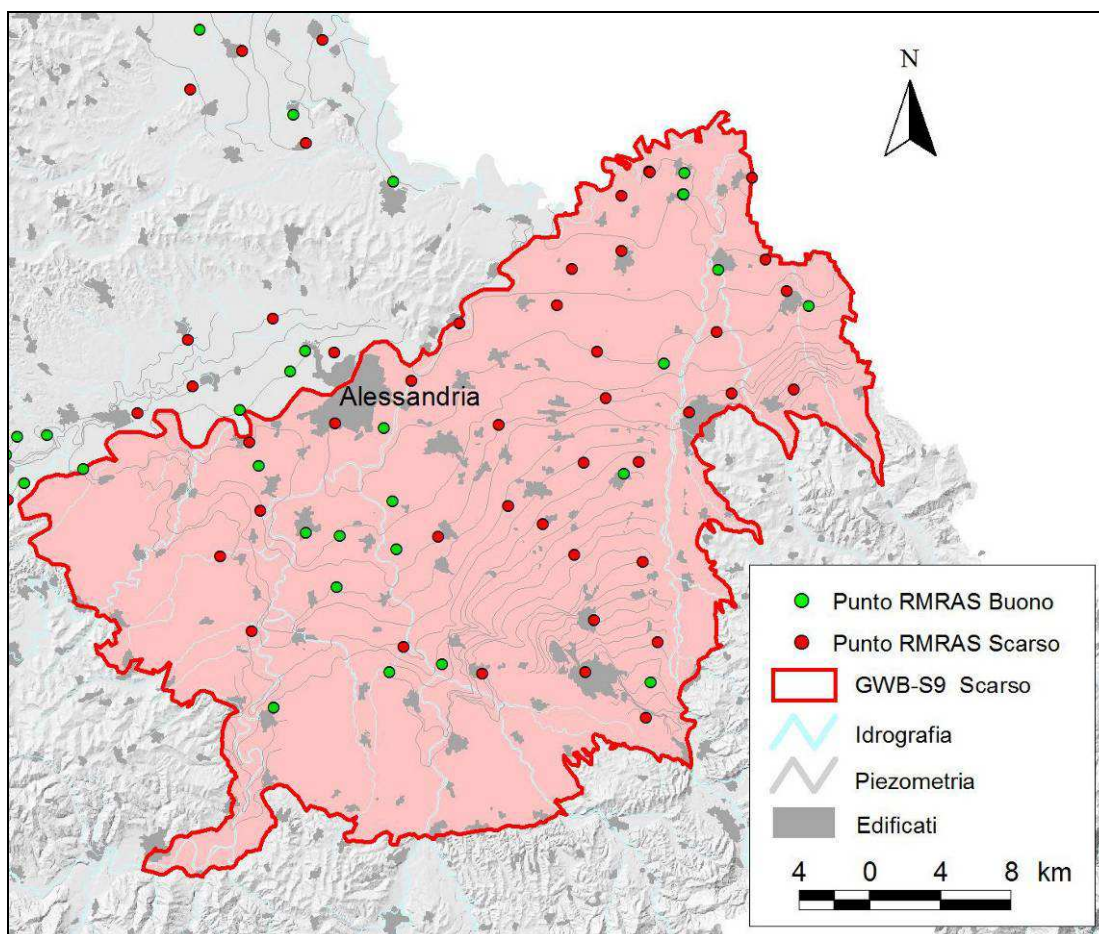 N
Alessandria
Punto RMRAS Buono
Punto RMRAS Scarso
GWB-S9 Scarso
Idrografia
Piezometria
Edificati
4 0 4 8 km